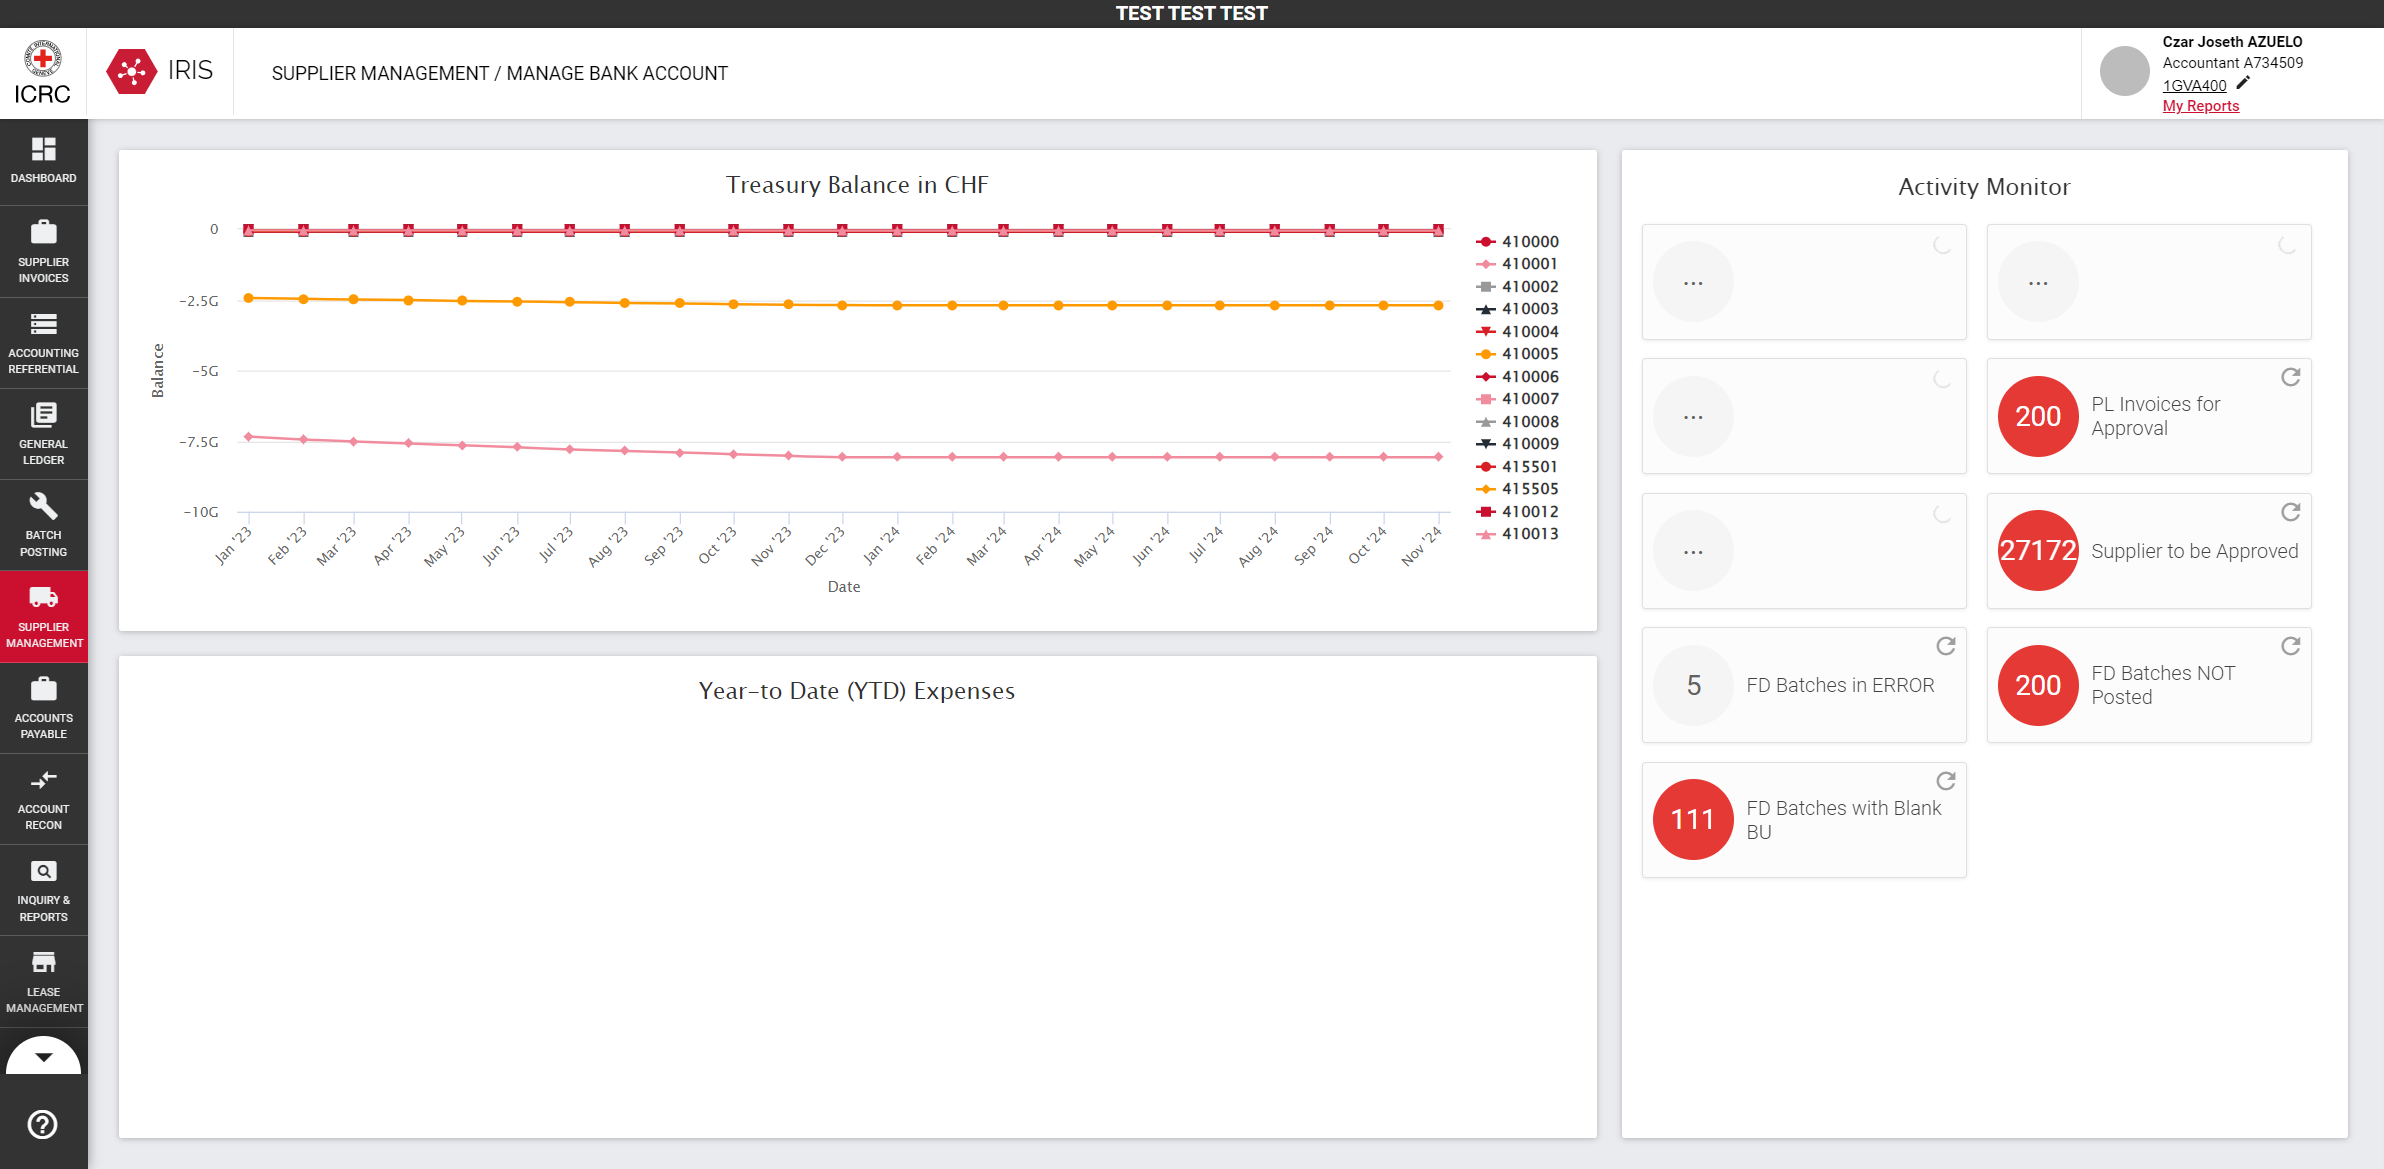 TEST TEST TEST
ICRC
IRIS
SUPPLIER MANAGEMENT / MANAGE BANK ACCOUNT
Czar Joseth AZUELO
Accountant A734509
1GVA400
My Reports
DASHBOARD
SUPPLIER
INVOICES
ACCOUNTING
REFERENTIAL
GENERAL
LEDGER
BATCH
POSTING
SUPPLIER
MANAGEMENT
ACCOUNTS
PAYABLE
ACCOUNT
RECON
INQUIRY &
REPORTS
LEASE
MANAGEMENT
Treasury Balance in CHF
Balance
0
−2.5G
−5G
−7.5G
−10G
Jan '23
Feb '23
Mar '23
Apr '23
May '23
Jun '23
Jul '23
Aug '23
Sep '23
Oct '23
Nov '23
Dec '23
Jan '24
Feb '24
Mar '24
Apr '24
May '24
Jun '24
Jul '24
Aug '24
Sep '24
Oct '24
Nov '24
Date
410000
410001
410002
410003
410004
410005
410006
410007
410008
410009
415501
415505
410012
410013
Year-to Date (YTD) Expenses
Activity Monitor
...
...
...
200
PL Invoices for
Approval
...
27172
Supplier to be Approved
5
FD Batches in ERROR
200
FD Batches NOT
Posted
111
FD Batches with Blank
BU